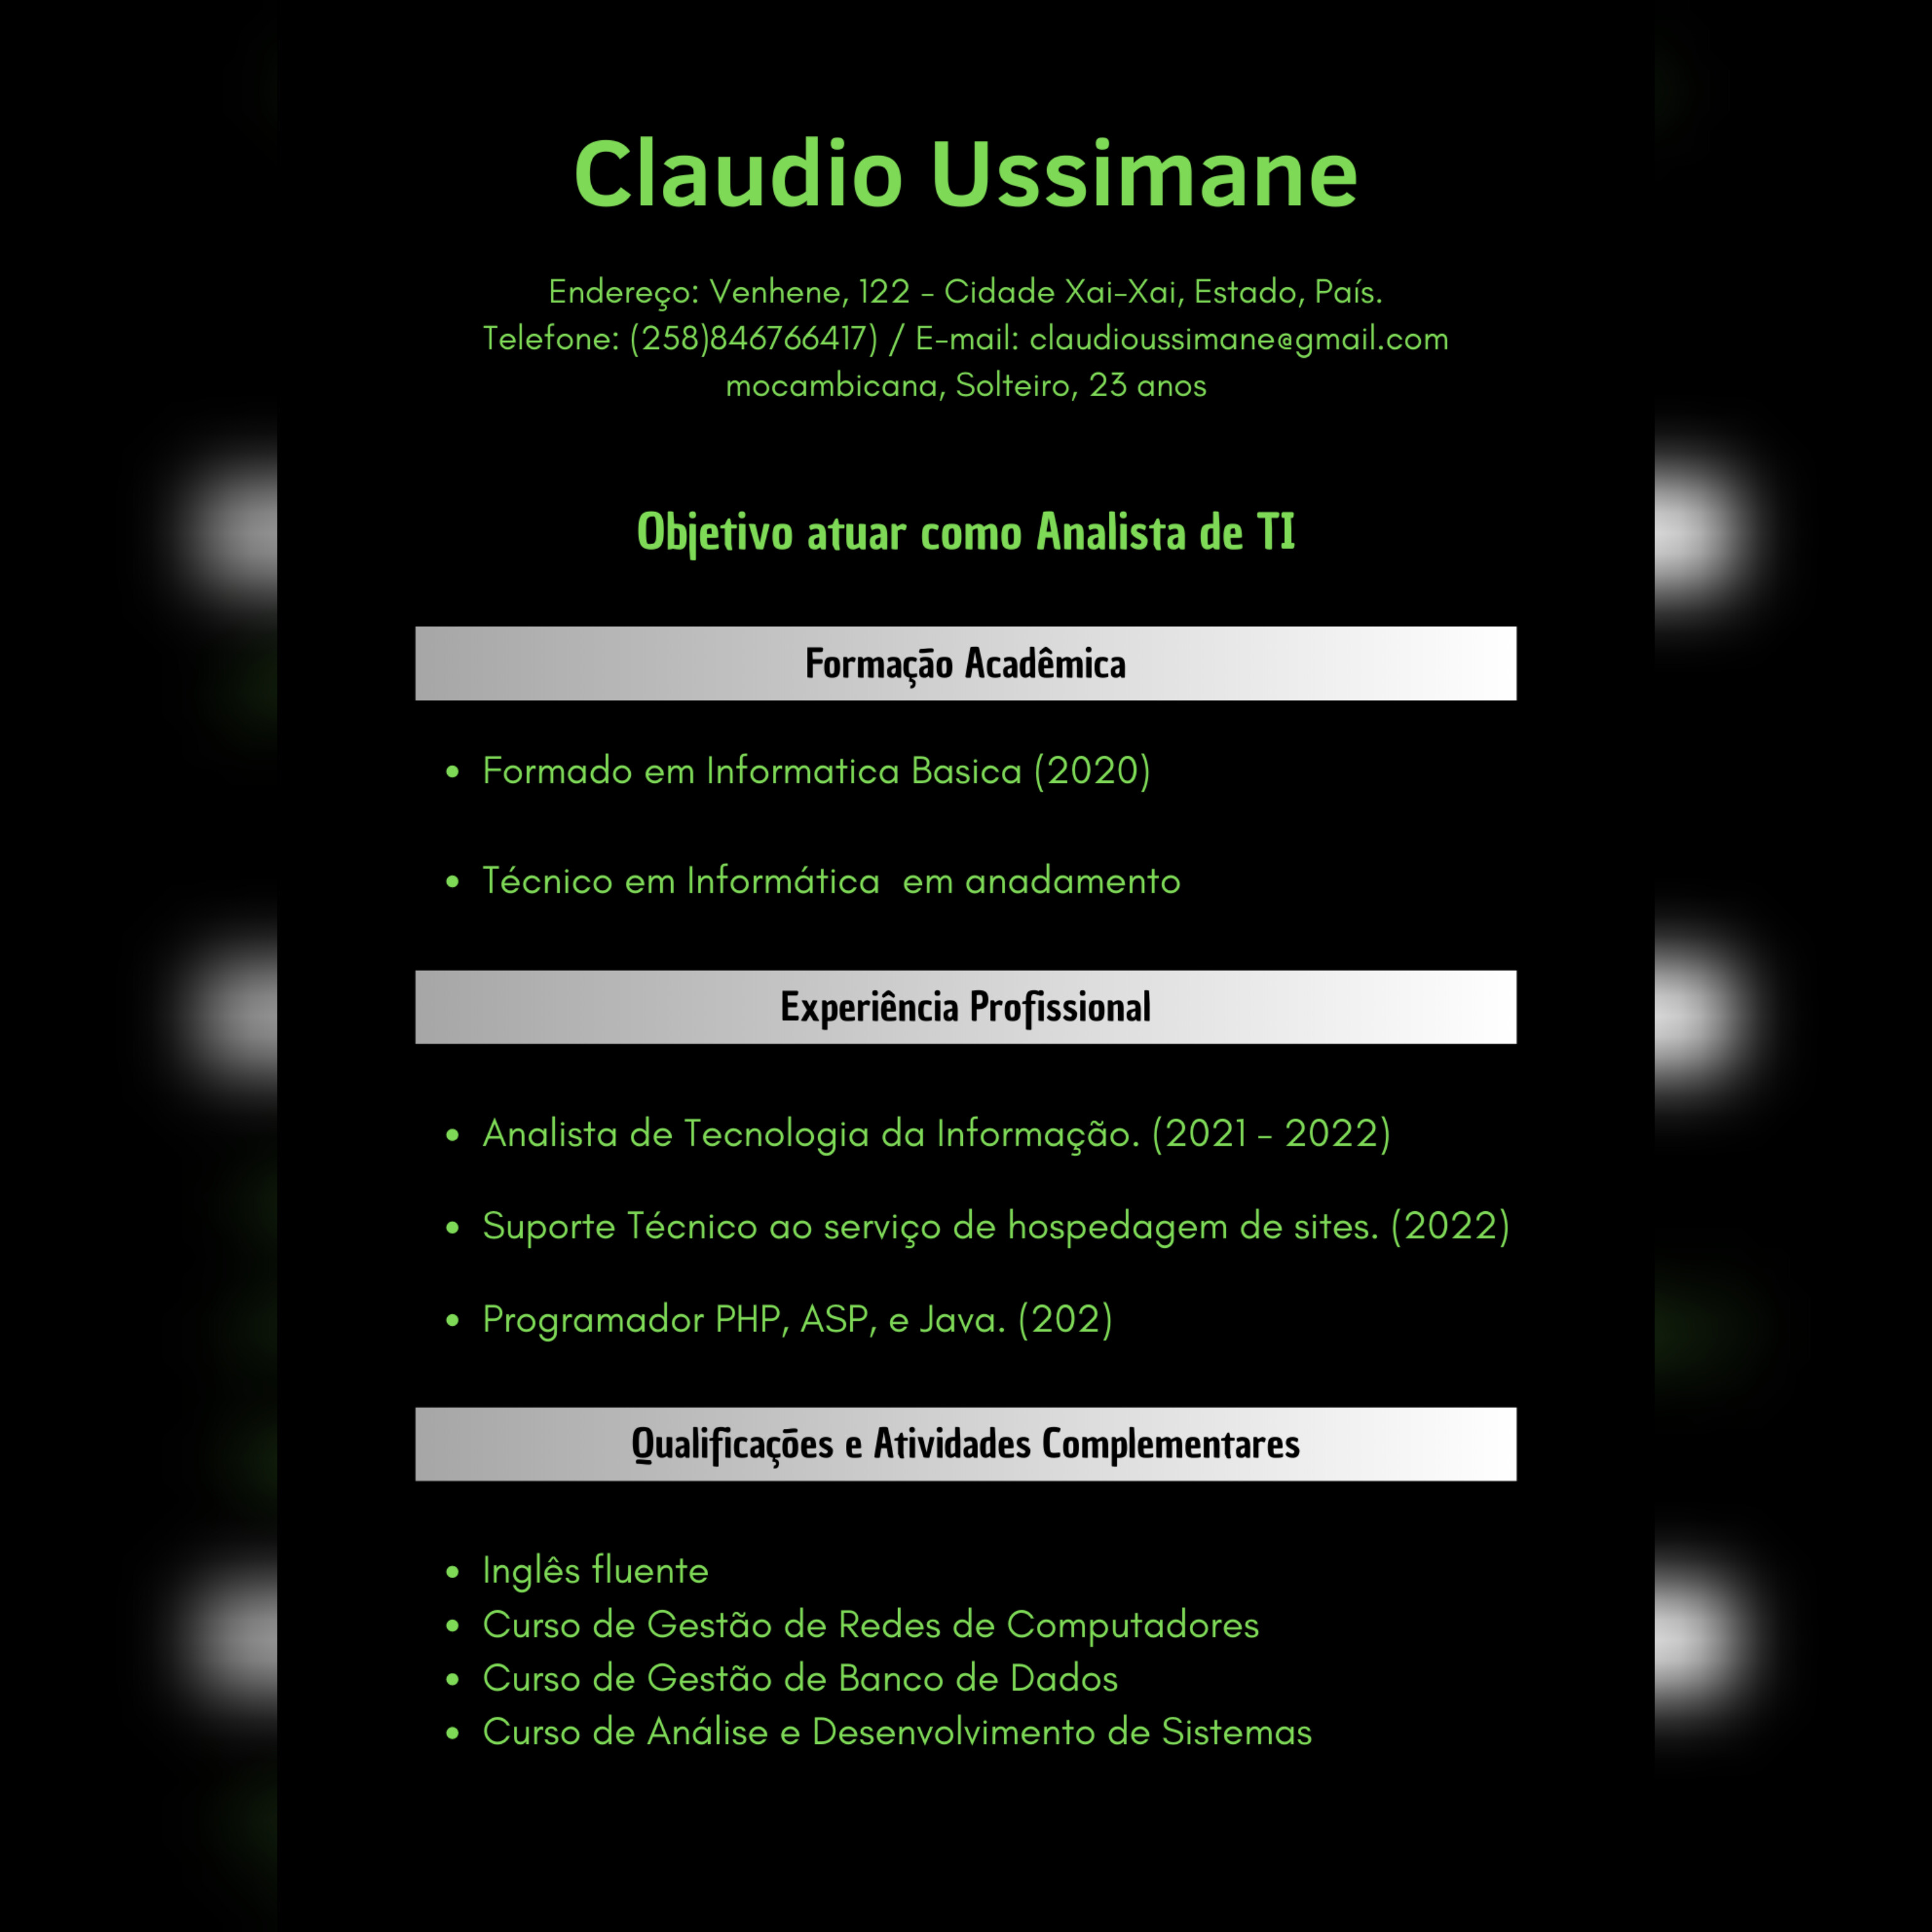 Claudio Ussimane
Endereço: Venhene, 122 - Cidade Xai-Xai, Estado, País.
Telefone: (258)846766417) / E-mail: claudioussimane@gmail.com
mocambicana, Solteiro, 23 anos
Objetivo atuar como Analista de TI
Formação Acadêmica
• Formado em Informatica Basica (2020)
• Técnico em Informática  em anadamento
Experiência Profissional
• Analista de Tecnologia da Informação. (2021 - 2022)
• Suporte Técnico ao serviço de hospedagem de sites. (2022)
• Programador PHP, ASP, e Java. (202)
Qualificações e Atividades Complementares
• Inglês fluente
• Curso de Gestão de Redes de Computadores
• Curso de Gestão de Banco de Dados
• Curso de Análise e Desenvolvimento de Sistemas